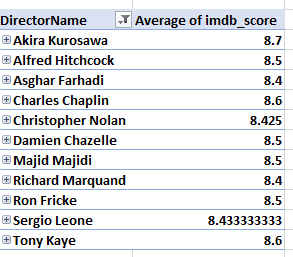 DirectorName Average of imdb_score
Akira Kurosawa 8.7
Alfred Hitchcock 8.5
Asghar Farhadi 8.4
Charles Chaplin 8.6
Christopher Nolan 8.425
Damien Chazelle 8.5
Majid Majidi 8.5
Richard Marquand 8.4
Ron Fricke 8.5
Sergio Leone 8.433333333
Tony Kaye 8.6